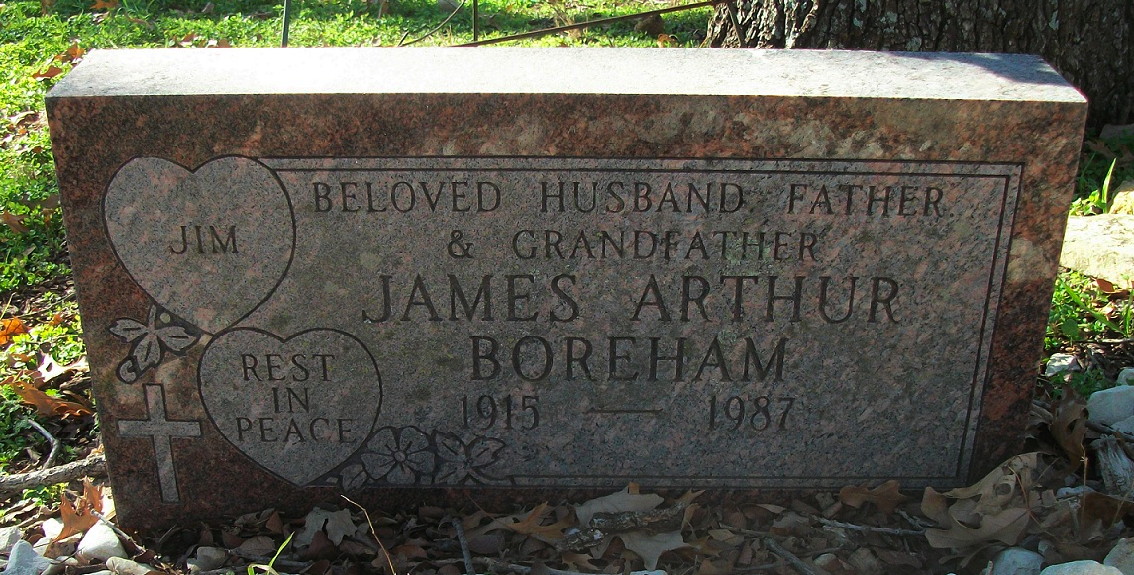 JIM
BELOVED HUSBAND, FATHER
& GRANDFATHER
JAMES ARTHUR
BOREHAM
1915 — 1987
REST
IN
PEACE